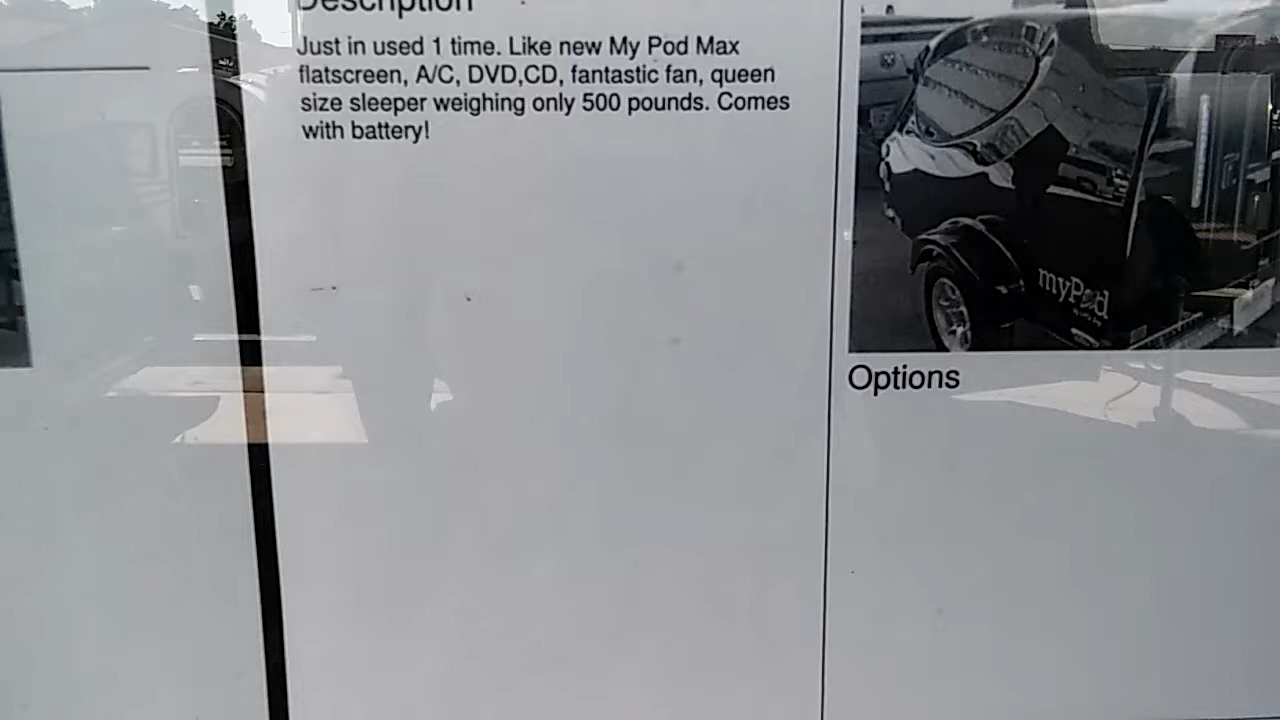 Description
Just in used 1 time. Like new My Pod Max
flatscreen, A/C, DVD,CD, fantastic fan, queen
size sleeper weighing only 500 pounds. Comes
with battery!
myPod
Options